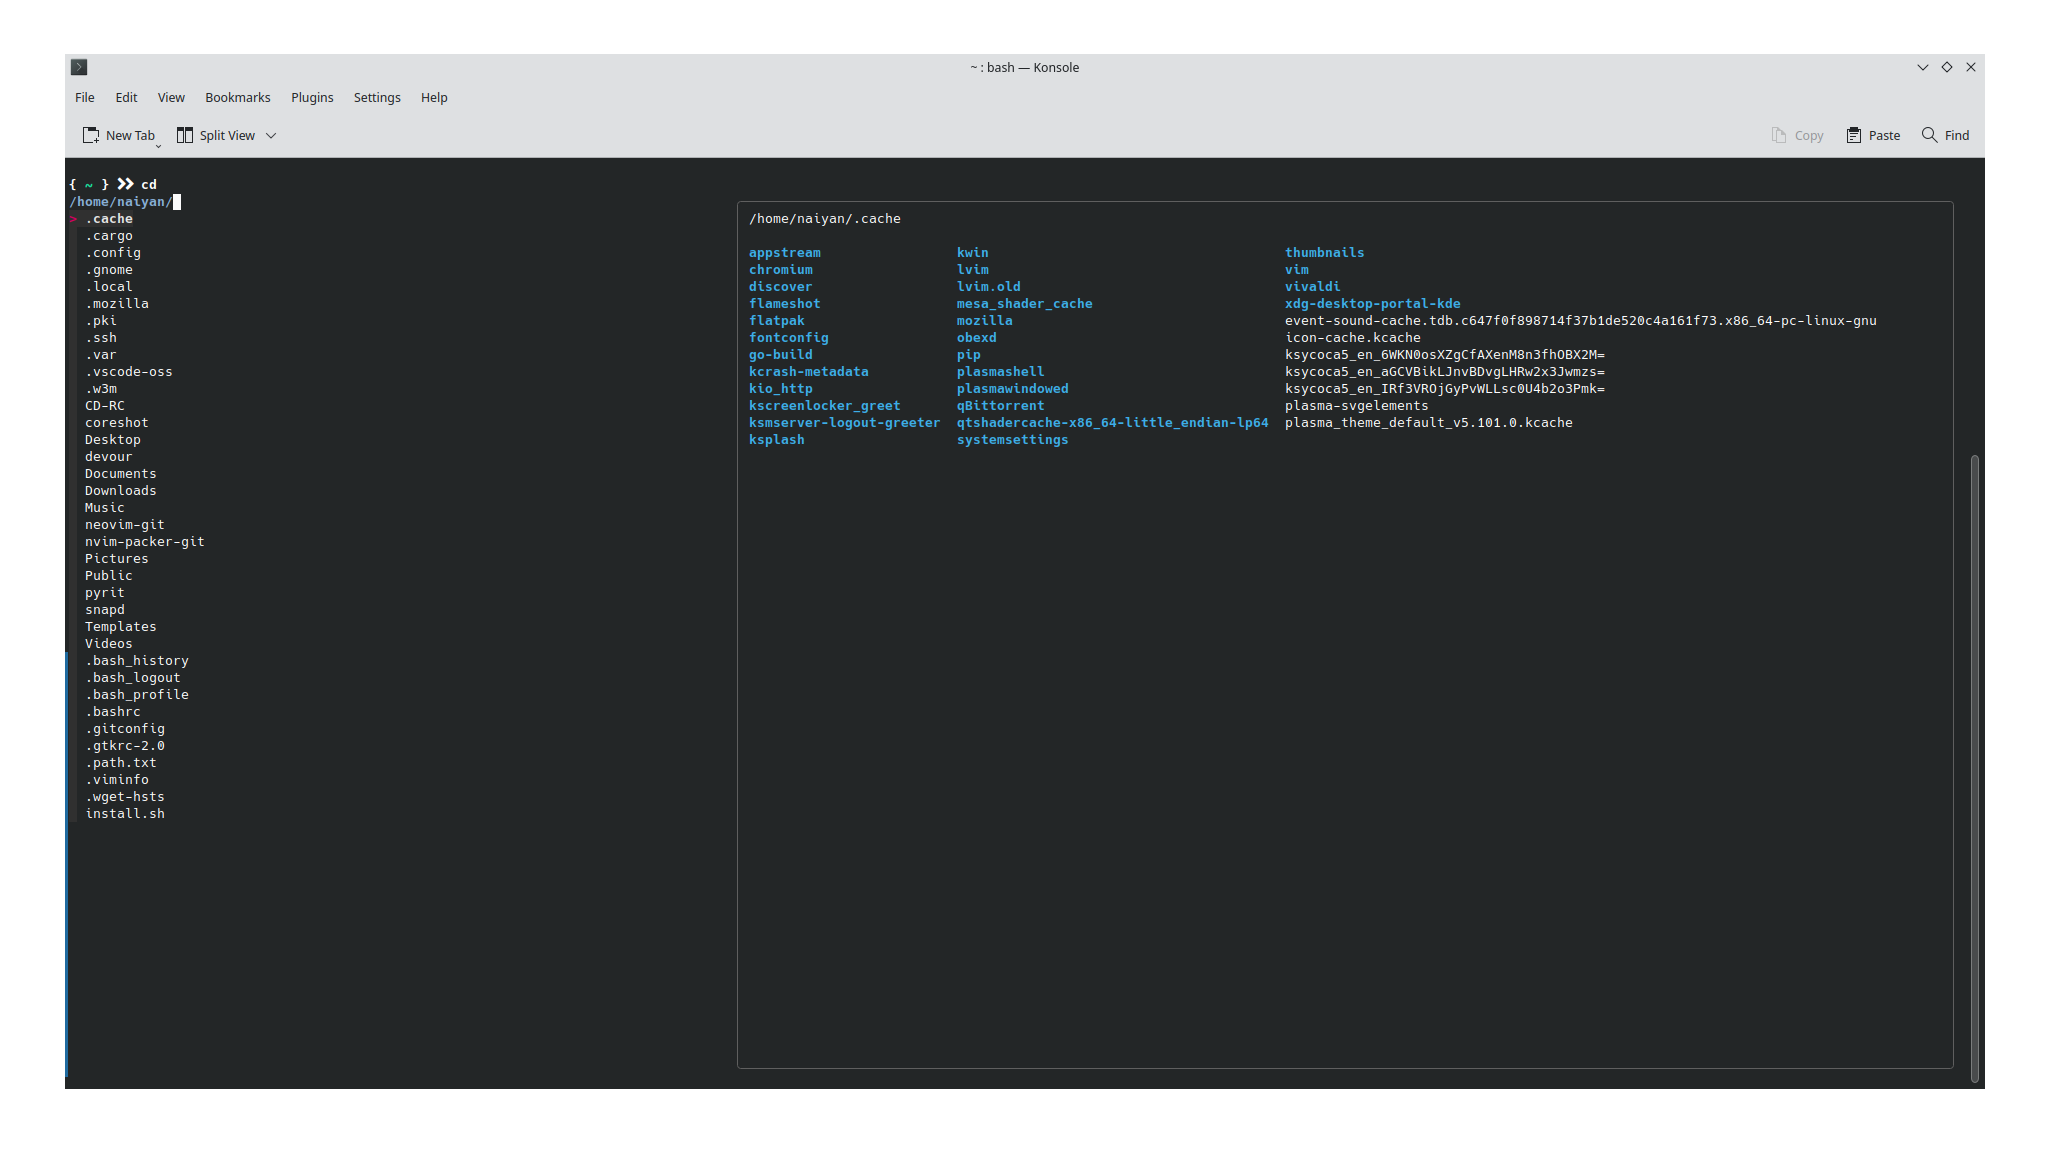 ~ : bash — Konsole
File Edit View Bookmarks Plugins Settings Help
New Tab Split View Copy Paste Find
{ ~ } cd
/home/naiyan/
> .cache
.cargo
.config
.gnome
.local
.mozilla
.pki
.ssh
.var
.vscode-oss
.w3m
CD-RC
coreshot
Desktop
devour
Documents
Downloads
Music
neovim-git
nvim-packer-git
Pictures
Public
pyrit
snapd
Templates
Videos
.bash_history
.bash_logout
.bash_profile
.bashrc
.gitconfig
.gtkrc-2.0
.path.txt
.viminfo
.wget-hsts
install.sh
/home/naiyan/.cache
appstream kwin thumbnails
chromium lvim vim
discover lvim.old vivaldi
flameshot mesa_shader_cache xdg-desktop-portal-kde
flatpak mozilla event-sound-cache.tdb.c647f0f898714f37b1de520c4a161f73.x86_64-pc-linux-gnu
fontconfig obexd icon-cache.kcache
go-build pip ksycoca5_en_6WKN0osXZgCfAXenM8n3fhOBX2M=
kcrash-metadata plasmashell ksycoca5_en_aGCVBikLJnvBDvgLHRw2x3Jwmzs=
kio_http plasmawindowed ksycoca5_en_IRf3VROjGyPvWLLsc0U4b2o3Pmk=
kscreenlocker_greet qBittorrent plasma-svgelements
ksmserver-logout-greeter qtshadercache-x86_64-little_endian-lp64 plasma_theme_default_v5.101.0.kcache
ksplash systemsettings